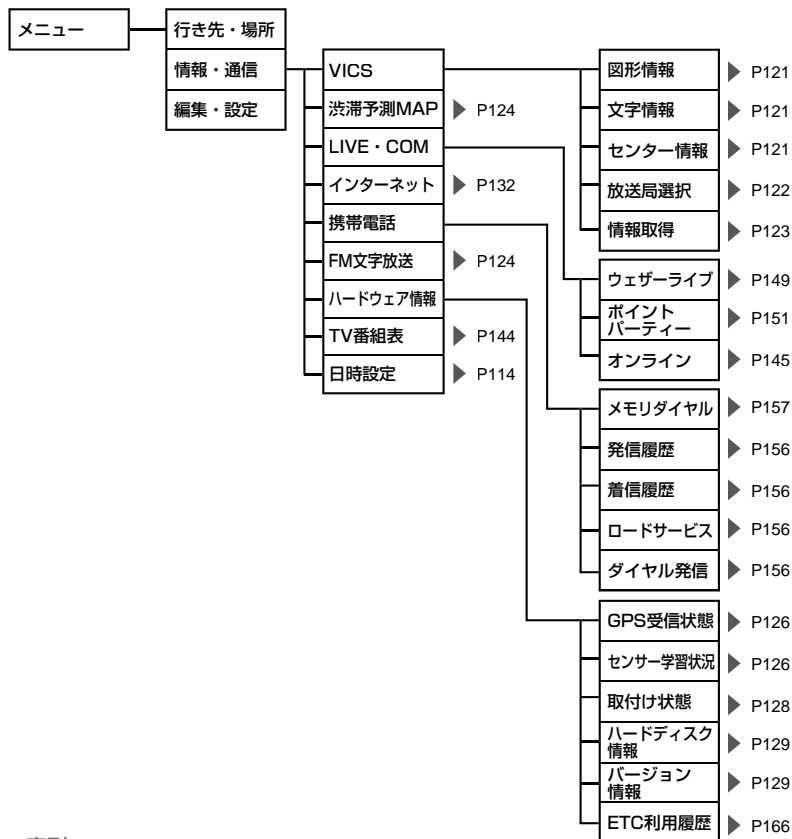 メニュー
行き先・場所
情報・通信
編集・設定
VICS
渋滞予測MAP
P124
LIVE・COM
インターネット
P132
携帯電話
FM文字放送
P124
ハードウェア情報
TV番組表
P144
日時設定
P114
図形情報
P121
文字情報
P121
センター情報
P121
放送局選択
P122
情報取得
P123
ウェザーライブ
P149
ポイント
パーティー
P151
オンライン
P145
メモリダイヤル
P157
発信履歴
P156
着信履歴
P156
ロードサービス
P156
ダイヤル発信
P156
GPS受信状態
P126
センサー学習状況
P126
取付け状態
P128
ハードディスク
情報
P129
バージョン
情報
P129
ETC利用履歴
P166